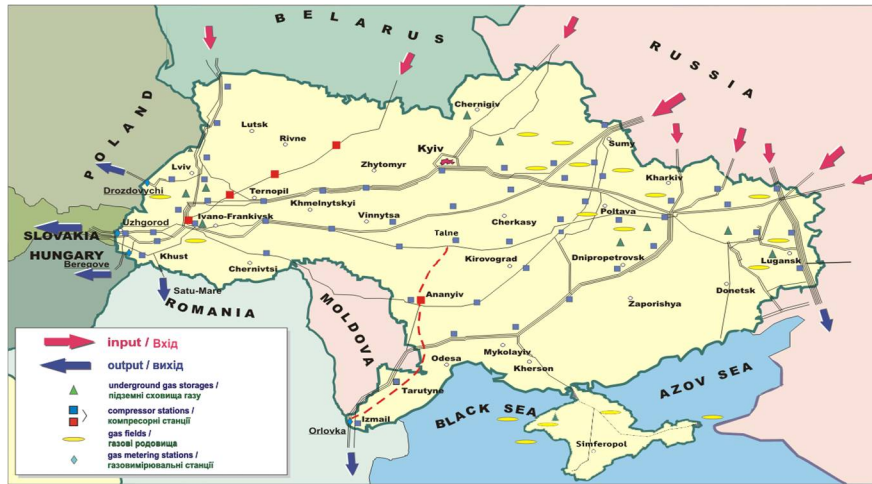 BELARUS
RUSSIA
POLAND
Chernigiv
Lutsk
Rivne
Kyiv
Sumy
Lviv
Zhytomyr
Kharkiv
Drozdovychi
Ternopil
Khmelnytskyi
Ivano-Frankivsk
Vinnytsa
Cherkasy
Poltava
Uzhgorod
SLOVAKIA
HUNGARY
Talne
Lugansk
Beregove
Khust
Chernivtsi
Kirovograd
Dnipropetrovsk
Satu-Mare
Donetsk
ROMANIA
Ananyiv
Zaporishya
MOLDOVA
Mykolayiv
Odesa
Kherson
Tarutyne
AZOV SEA
BLACK SEA
Izmail
Orlovka
Simferopol
input / Вхід
output / вихід
underground gas storages /
підземні сховища газу
compressor stations /
компресорні станції
gas fields /
газові родовища
gas metering stations /
газовимірювальні станції